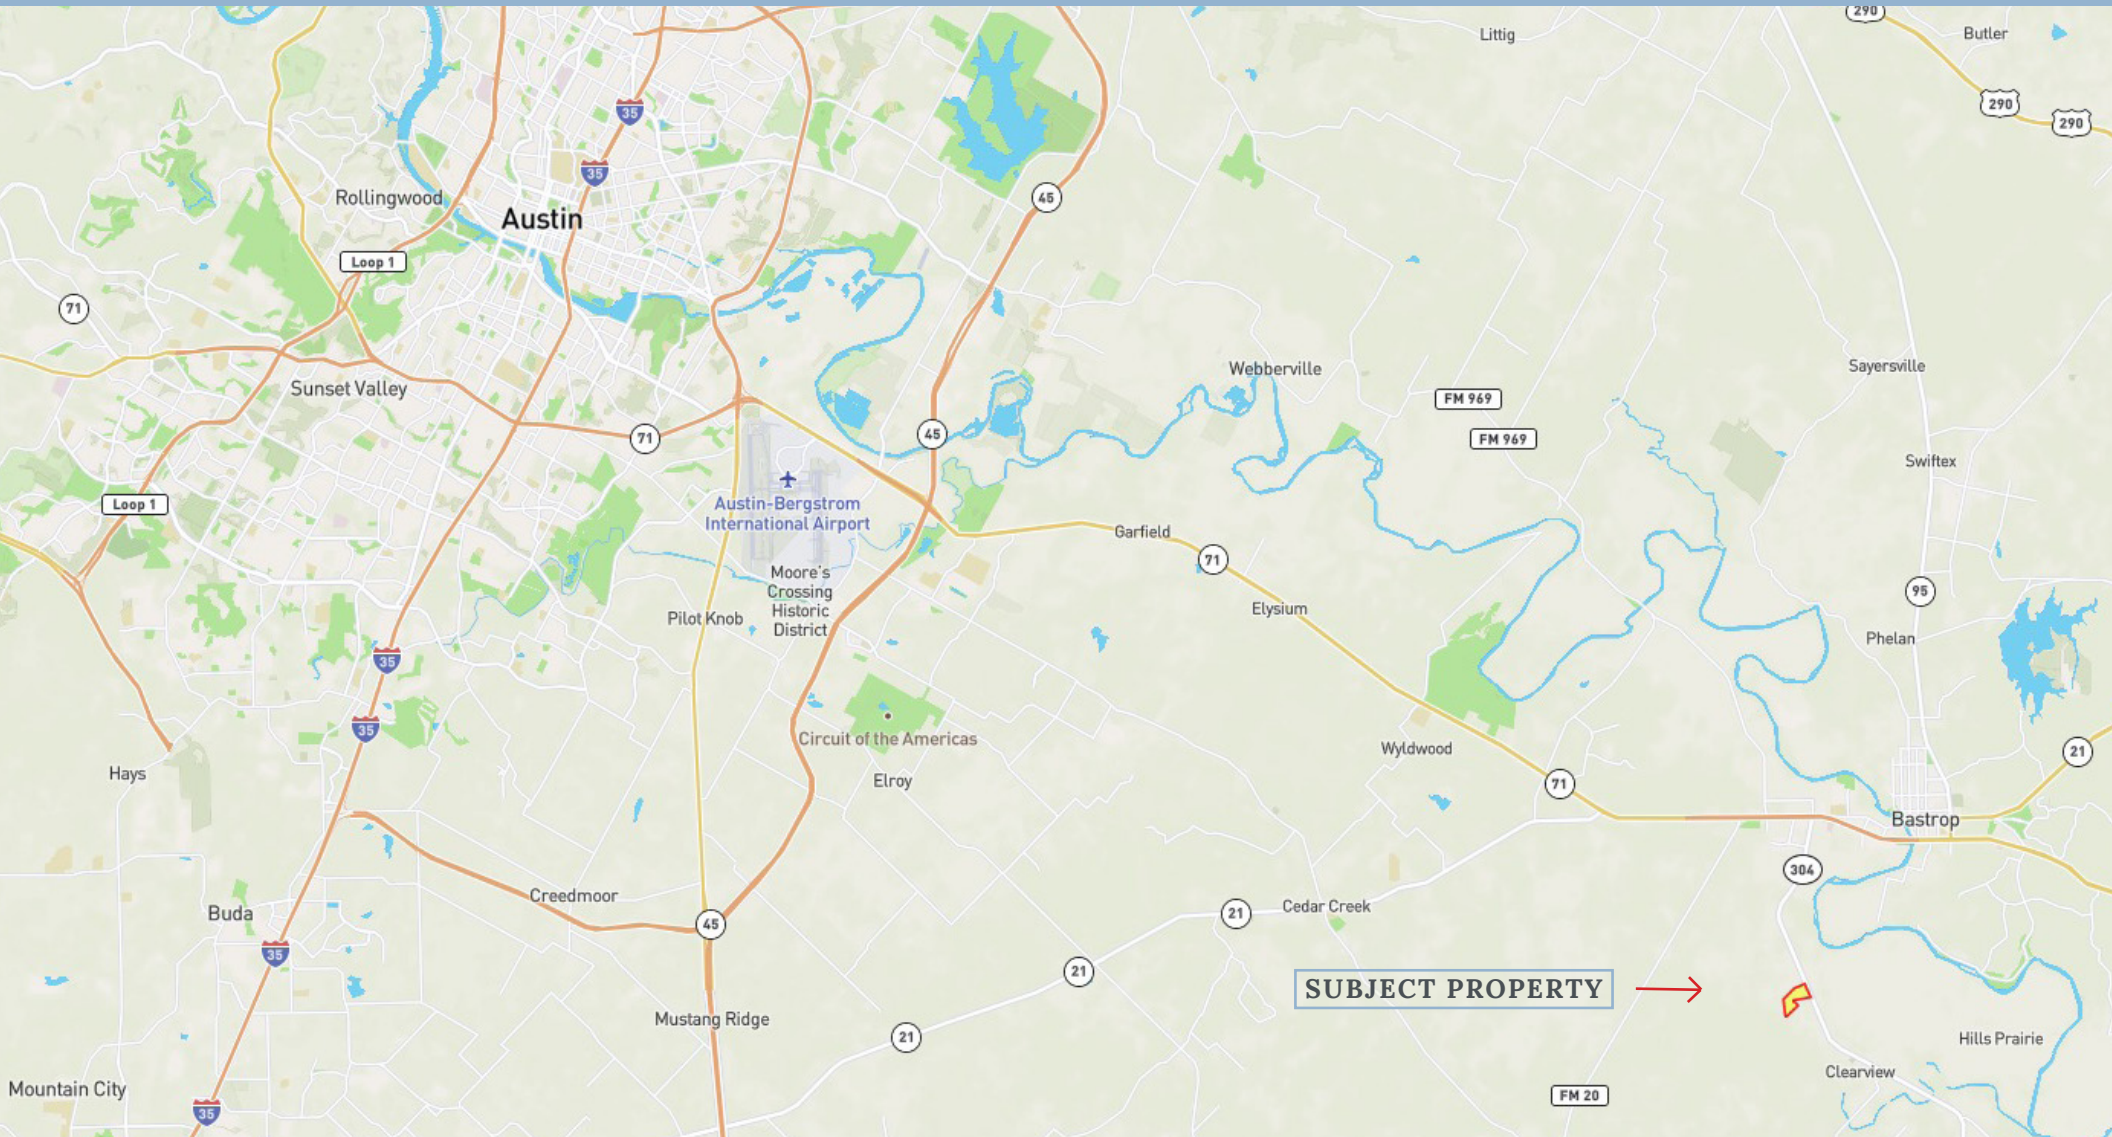 290
Littig
Butler
290
290
35
35
Rollingwood
Austin
45
Loop 1
71
Webberville
Sayersville
Sunset Valley
FM 969
71
45
FM 969
Swiftex
Loop 1
Austin-Bergstrom
International Airport
Garfield
71
Moore's
Crossing
Historic
District
Pilot Knob
Elysium
95
Phelan
35
35
Circuit of the Americas
Wyldwood
21
Hays
Elroy
71
Bastrop
304
Creedmoor
Cedar Creek
21
Buda
45
35
21
SUBJECT PROPERTY
Mustang Ridge
21
Hills Prairie
Clearview
Mountain City
FM 20
35